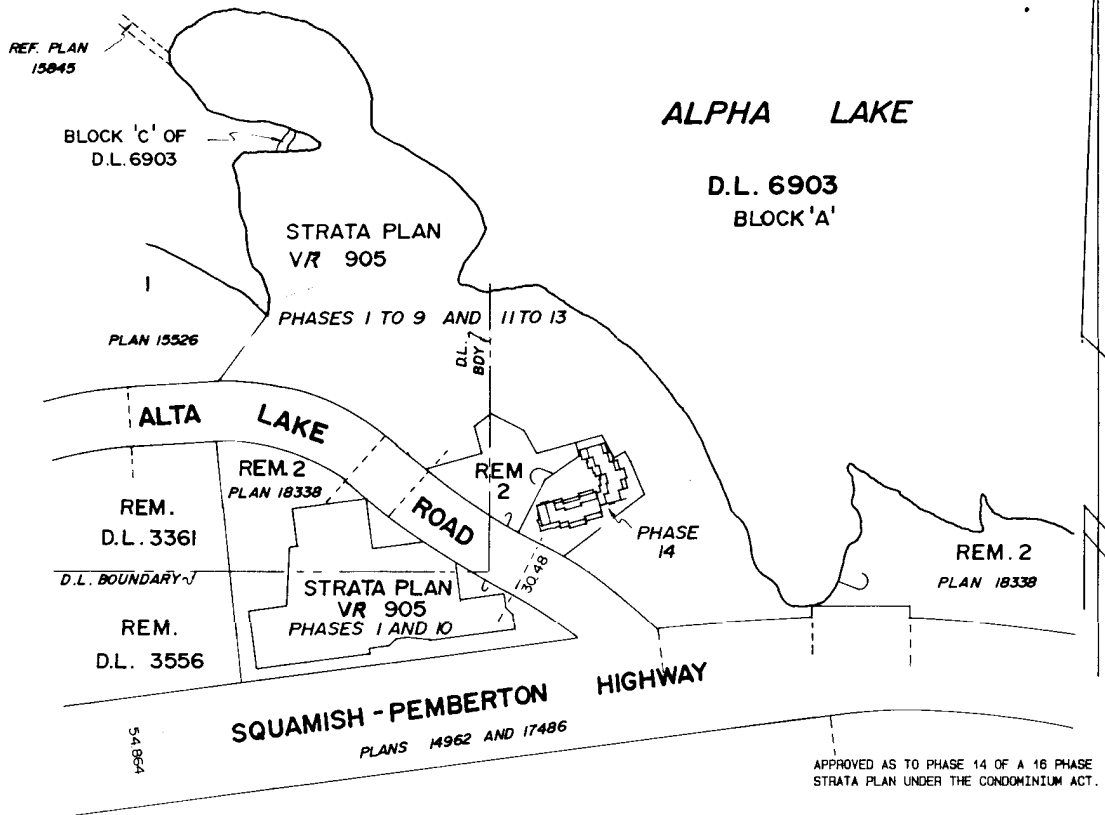 REF. PLAN
15845
BLOCK 'C' OF
D.L. 6903
ALPHA LAKE
D.L. 6903
BLOCK 'A'
STRATA PLAN
VR 905
PHASES 1 TO 9 AND 11 TO 13
1
PLAN 15526
D.L.
BDY
ALTA LAKE ROAD
REM. 2
PLAN 18338
REM
2
PHASE
14
REM.
D.L. 3361
30.48
REM. 2
PLAN 18338
D.L. BOUNDARY
STRATA PLAN
VR 905
PHASES 1 AND 10
REM.
D.L. 3556
SQUAMISH - PEMBERTON HIGHWAY
PLANS 14962 AND 17486
54.864
APPROVED AS TO PHASE 14 OF A 16 PHASE
STRATA PLAN UNDER THE CONDOMINIUM ACT.